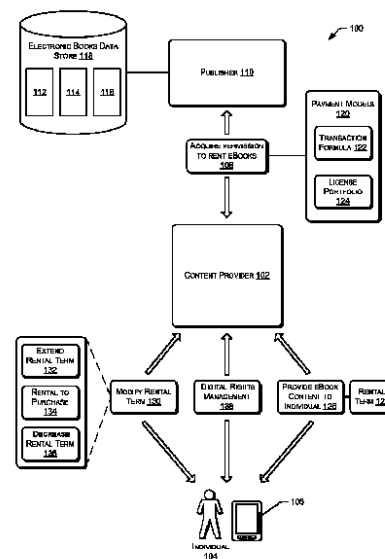 100
ELECTRONIC BOOKS DATA
STORE 118
112
114
116
PUBLISHER 110
ACQUIRE PERMISSION
TO RENT EBOOKS
108
PAYMENT MODELS
120
TRANSACTION
FORMULA 122
LICENSE
PORTFOLIO
124
CONTENT PROVIDER 102
EXTEND
RENTAL TERM
132
RENTAL TO
PURCHASE
134
DECREASE
RENTAL TERM
136
MODIFY RENTAL
TERM 130
DIGITAL RIGHTS
MANAGEMENT
138
PROVIDE EBOOK
CONTENT TO
INDIVIDUAL 126
RENTAL
TERM
INDIVIDUAL
104
106